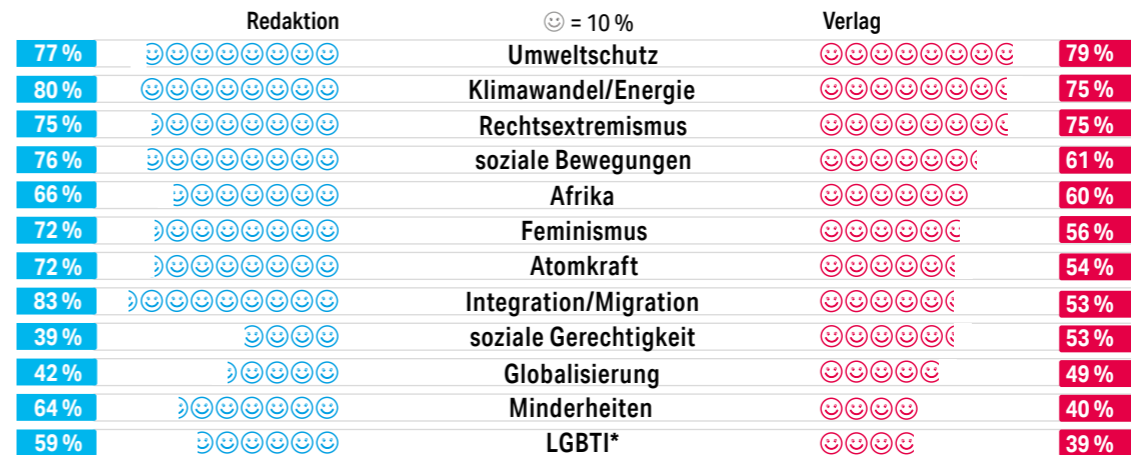 Redaktion ☺ = 10 % Verlag
77 % Umweltschutz 79 %
80 % Klimawandel/Energie 75 %
75 % Rechtsextremismus 75 %
76 % soziale Bewegungen 61 %
66 % Afrika 60 %
72 % Feminismus 56 %
72 % Atomkraft 54 %
83 % Integration/Migration 53 %
39 % soziale Gerechtigkeit 53 %
42 % Globalisierung 49 %
64 % Minderheiten 40 %
59 % LGBTI* 39 %